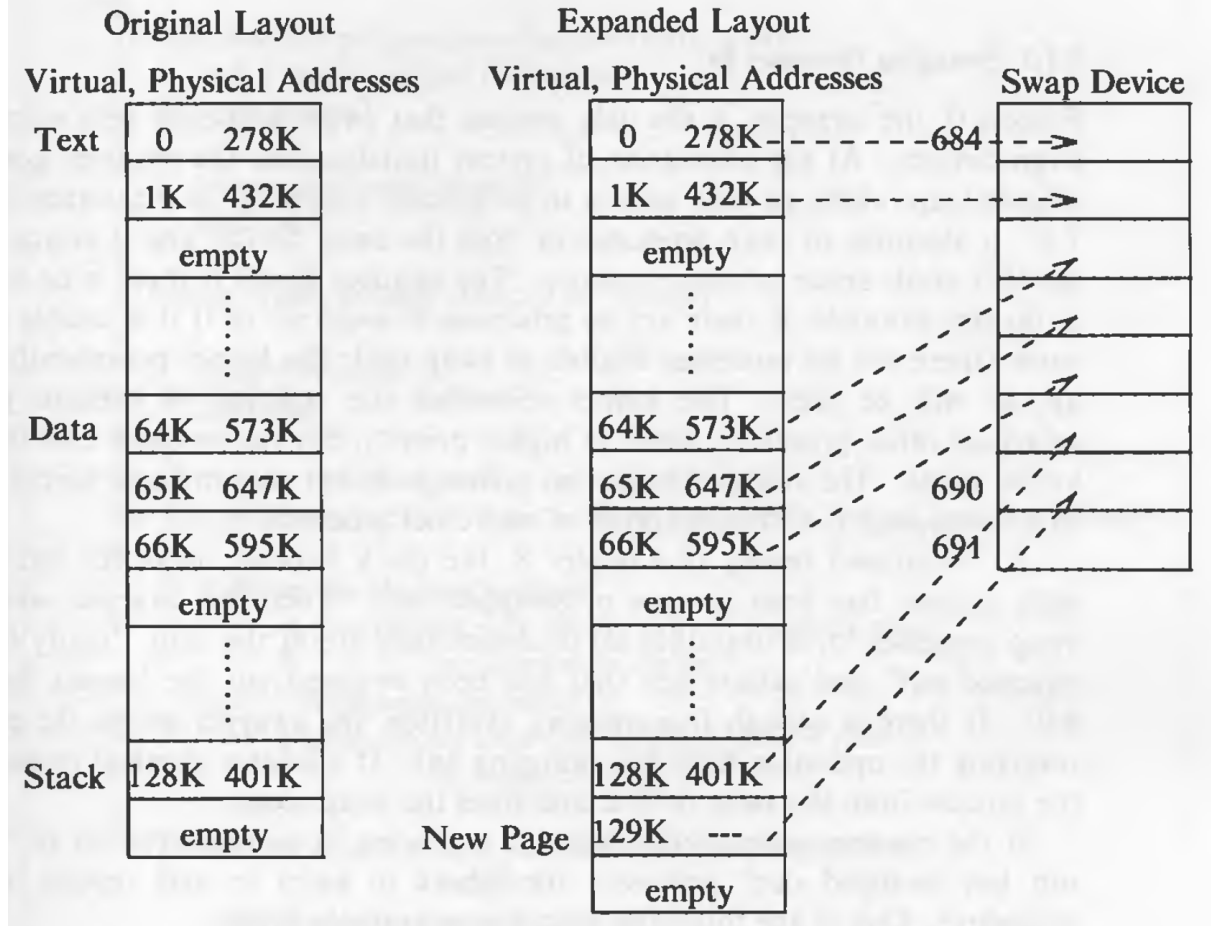 Original Layout Expanded Layout
Virtual, Physical Addresses Virtual, Physical Addresses Swap Device
Text 0 278K 0 278K 684
1K 432K 1K 432K
empty empty
Data 64K 573K 64K 573K
65K 647K 65K 647K 690
66K 595K 66K 595K 691
empty empty
Stack 128K 401K 128K 401K
empty New Page 129K ---
empty